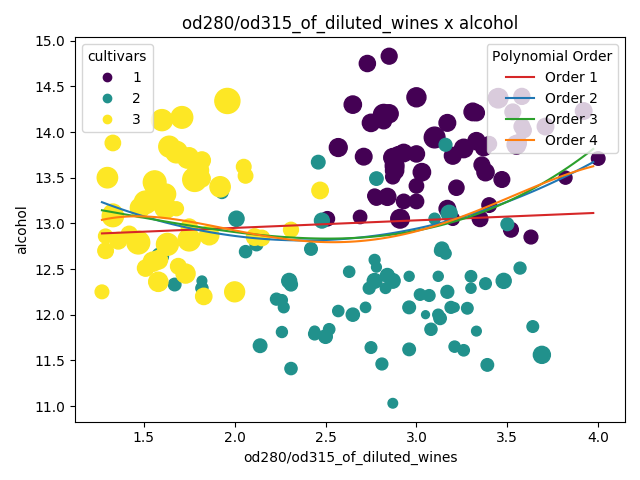 od280/od315_of_diluted_wines x alcohol
cultivars
1
2
3
Polynomial Order
Order 1
Order 2
Order 3
Order 4
alcohol
15.0
14.5
14.0
13.5
13.0
12.5
12.0
11.5
11.0
1.5 2.0 2.5 3.0 3.5 4.0
od280/od315_of_diluted_wines